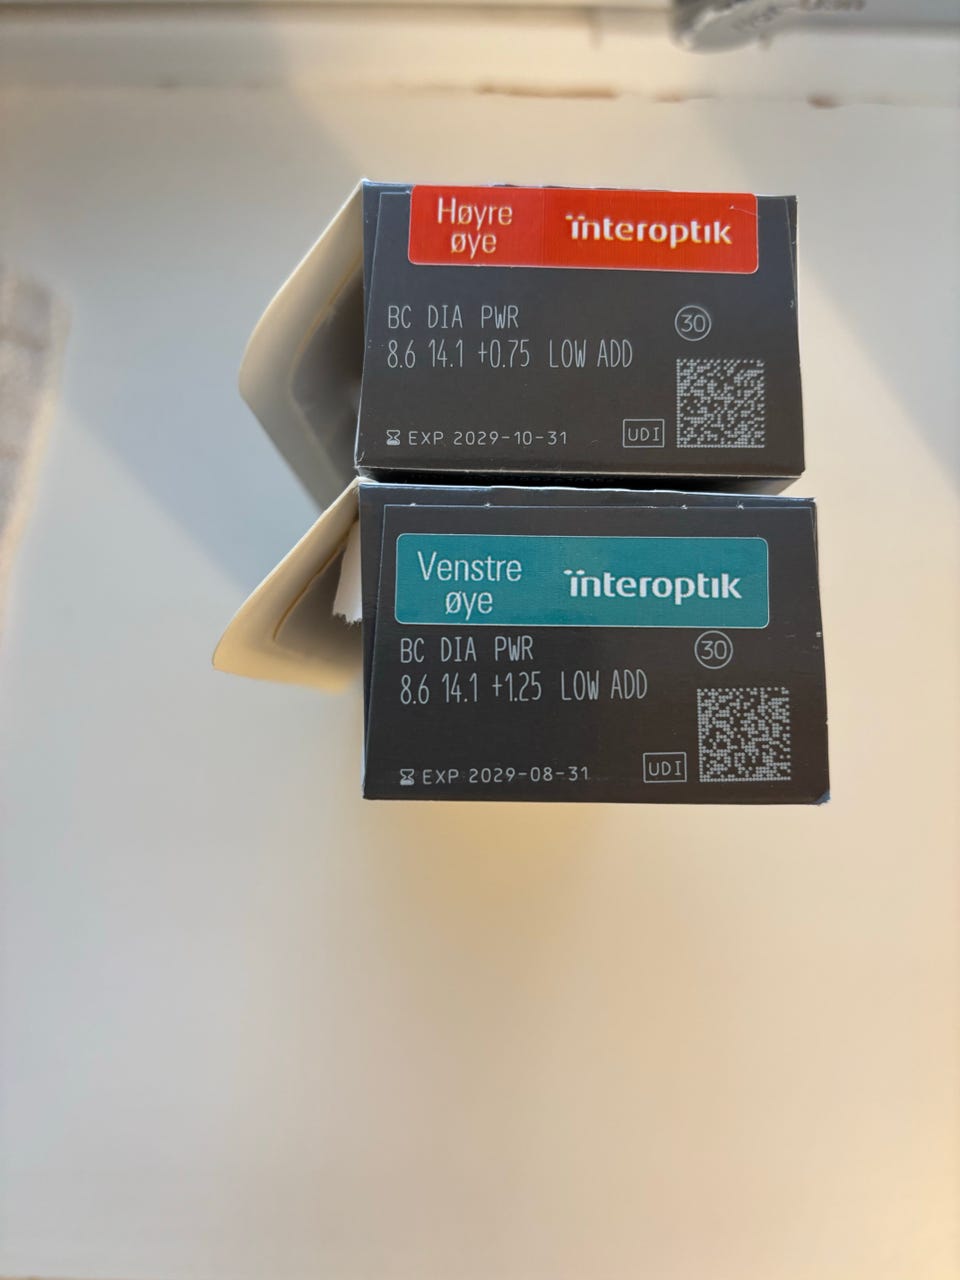 Høyre
øye
interoptik
BC DIA PWR
30
8.6 14.1 +0.75 LOW ADD
EXP 2029-10-31
UDI
Venstre
øye
interoptik
BC DIA PWR
30
8.6 14.1 +1.25 LOW ADD
EXP 2029-08-31
UDI